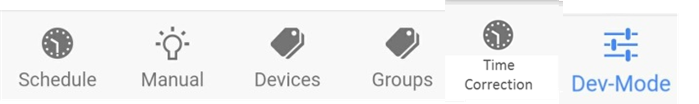 Schedule
Manual
Devices
Groups
Time
Correction
Dev-Mode